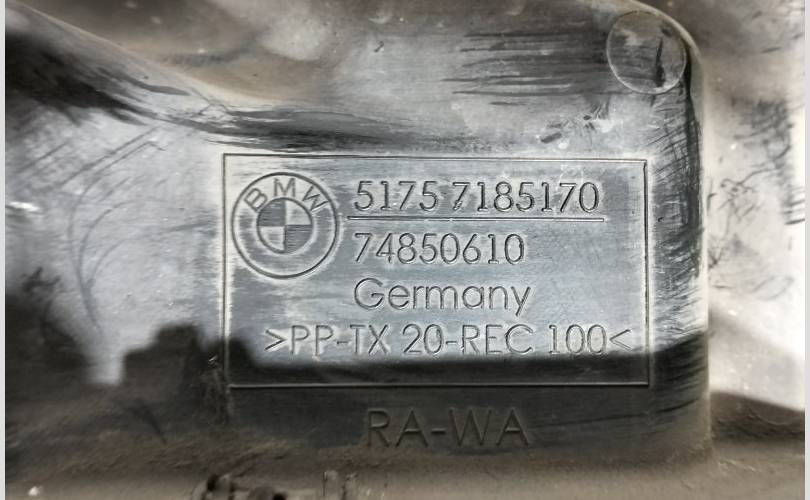 BMW
5175 7185170
74850610
Germany
>PP-TX 20-REC 100<
RA-WA